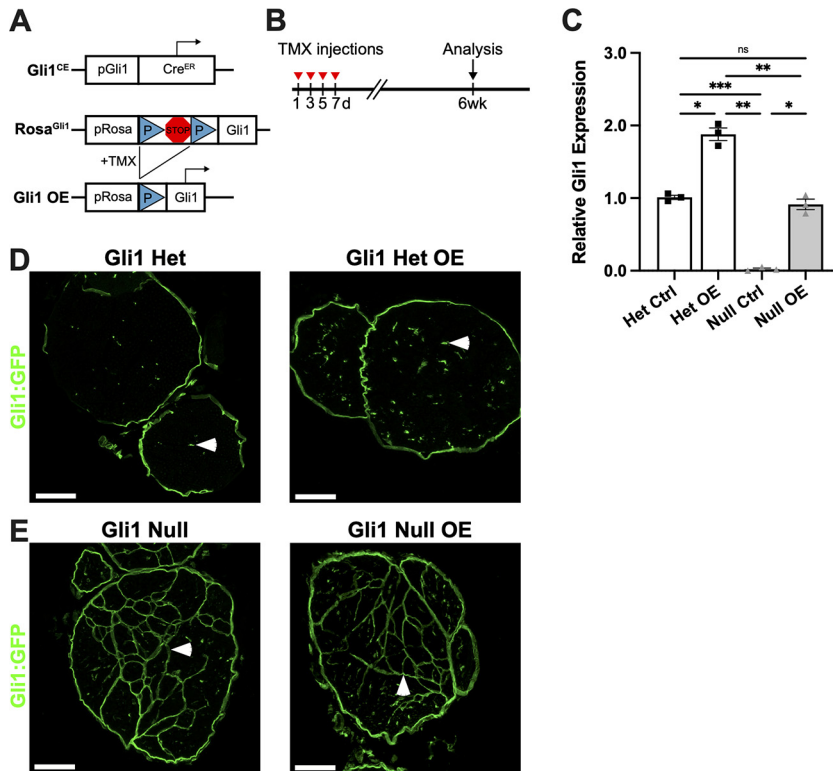 A
Gli1CE
pGli1
CreER
RosaGli1
pRosa
P
STOP
P
Gli1
+TMX
Gli1 OE
pRosa
P
Gli1
B
TMX injections
Analysis
1 3 5 7 d
6wk
C
Relative Gli1 Expression
3.0
2.0
1.0
0.0
ns
**
***
* ** *
Het Ctrl
Het OE
Null Ctrl
Null OE
D
Gli1 Het
Gli1 Het OE
Gli1:GFP
E
Gli1 Null
Gli1 Null OE
Gli1:GFP